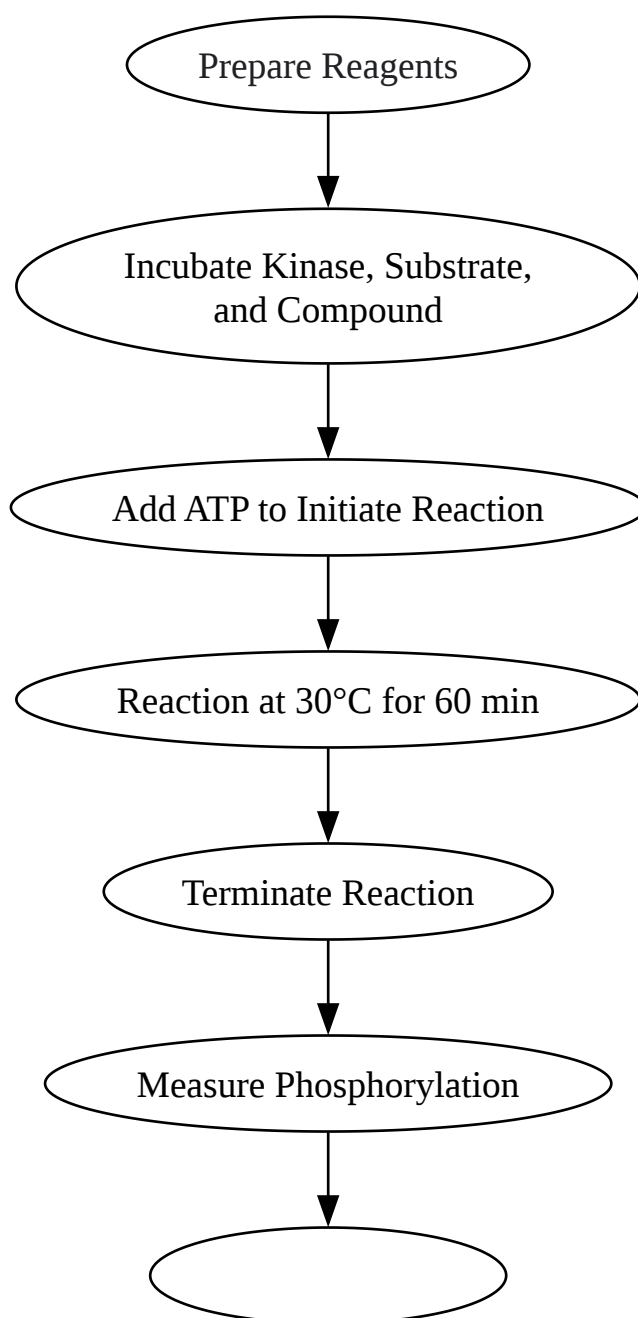 Prepare Reagents
Incubate Kinase, Substrate,
and Compound
Add ATP to Initiate Reaction
Reaction at 30°C for 60 min
Terminate Reaction
Measure Phosphorylation